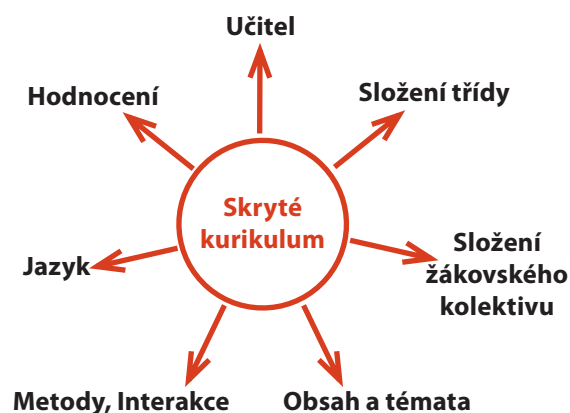 Učitel
Hodnocení
Složení třídy
Skryté
kurikulum
Jazyk
Složení
žákovského
kolektivu
Metody, Interakce
Obsah a témata